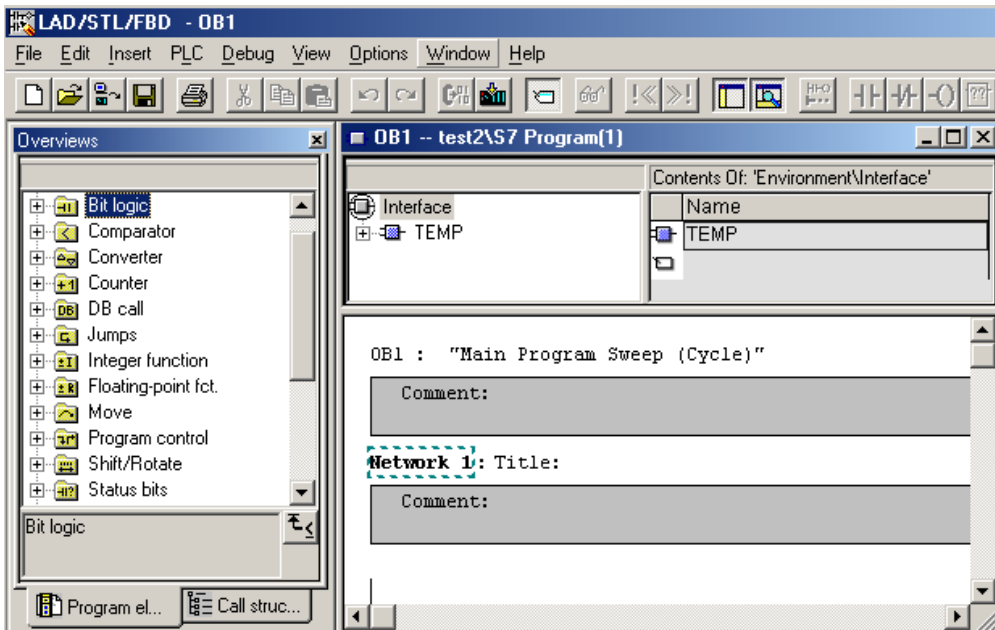 LAD/STL/FBD - OB1
File Edit Insert PLC Debug View Options Window Help
Overviews
OB1 -- test2\S7 Program(1)
Contents Of: 'Environment\Interface'
Interface
TEMP
Name
TEMP
Bit logic
Comparator
Converter
Counter
DB call
Jumps
Integer function
Floating-point fct.
Move
Program control
Shift/Rotate
Status bits
Bit logic
Program el...
Call struc...
OB1 : "Main Program Sweep (Cycle)"
Comment:
Network 1: Title:
Comment: